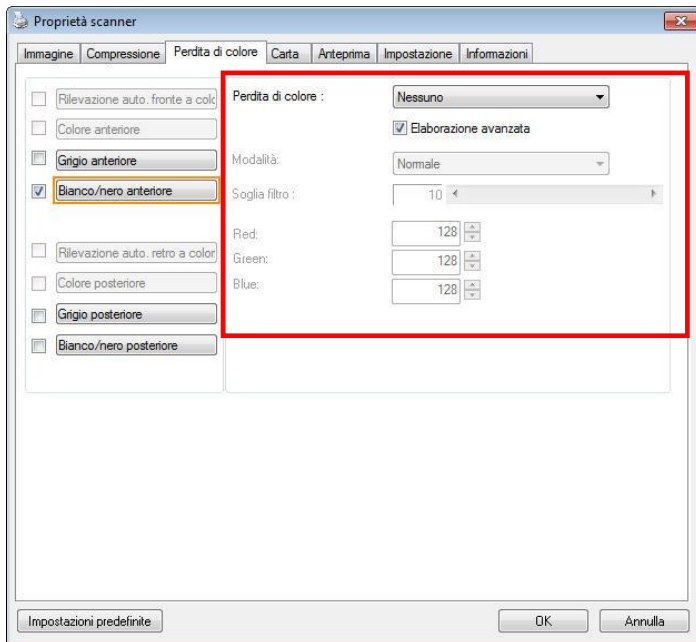 Proprietà scanner
Immagine Compressione Perdita di colore Carta Anteprima Impostazione Informazioni
Rilevazione auto. fronte a colo
Colore anteriore
Grigio anteriore
Bianco/nero anteriore
Rilevazione auto. retro a color
Colore posteriore
Grigio posteriore
Bianco/nero posteriore
Perdita di colore : Nessuno
Elaborazione avanzata
Modalità: Normale
Soglia filtro : 10
Red: 128
Green: 128
Blue: 128
Impostazioni predefinite OK Annulla